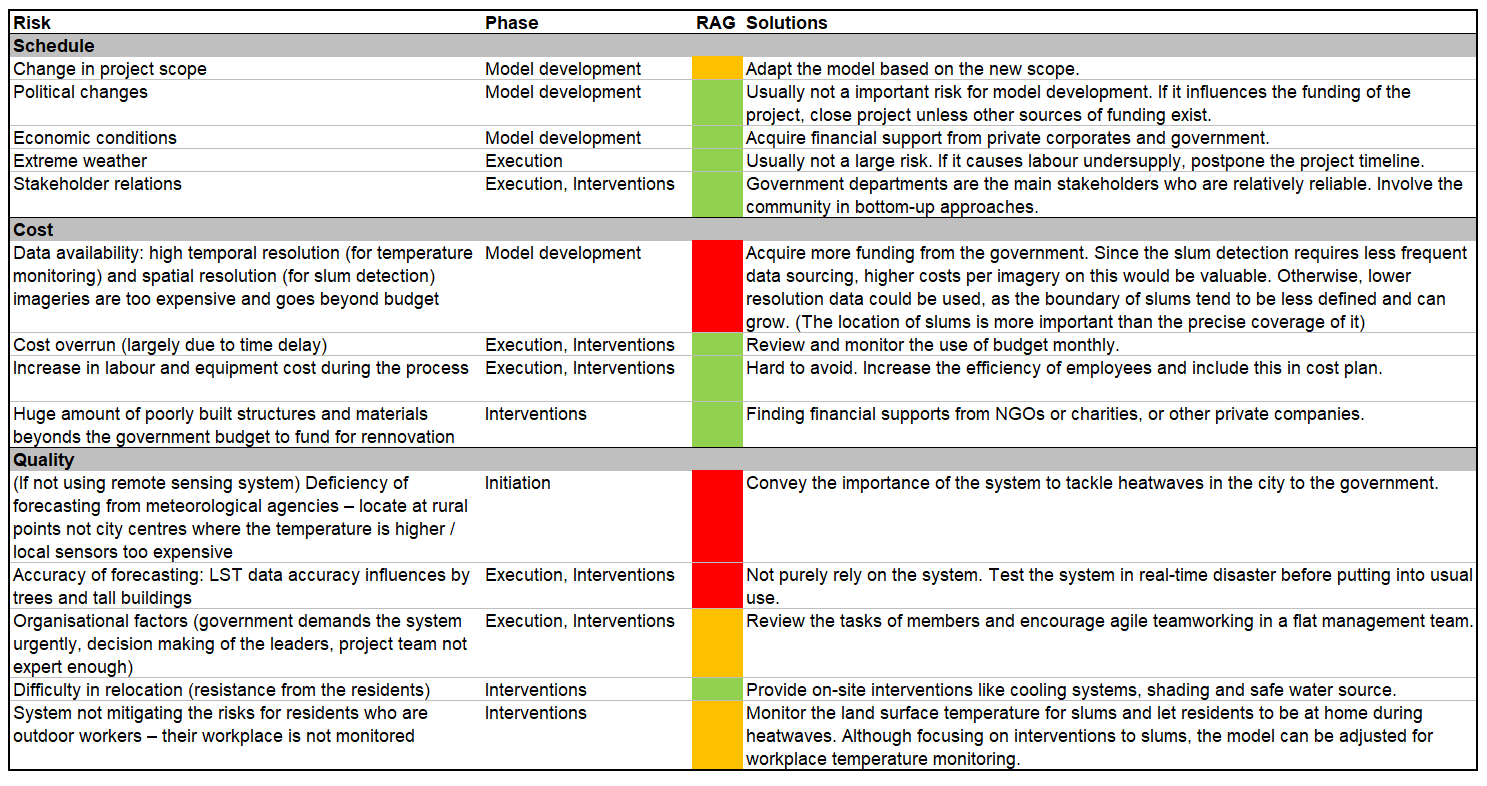 Risk Phase RAG Solutions
Schedule
Change in project scope Model development Adapt the model based on the new scope.
Political changes Model development Usually not a important risk for model development. If it influences the funding of the
project, close project unless other sources of funding exist.
Economic conditions Model development Acquire financial support from private corporates and government.
Extreme weather Execution Usually not a large risk. If it causes labour undersupply, postpone the project timeline.
Stakeholder relations Execution, Interventions Government departments are the main stakeholders who are relatively reliable. Involve the
community in bottom-up approaches.
Cost
Data availability: high temporal resolution (for temperature Model development Acquire more funding from the government. Since the slum detection requires less frequent
monitoring) and spatial resolution (for slum detection) data sourcing, higher costs per imagery on this would be valuable. Otherwise, lower
imageries are too expensive and goes beyond budget resolution data could be used, as the boundary of slums tend to be less defined and can
grow. (The location of slums is more important than the precise coverage of it)
Cost overrun (largely due to time delay) Execution, Interventions Review and monitor the use of budget monthly.
Increase in labour and equipment cost during the process Execution, Interventions Hard to avoid. Increase the efficiency of employees and include this in cost plan.
Huge amount of poorly built structures and materials Interventions Finding financial supports from NGOs or charities, or other private companies.
beyonds the government budget to fund for rennovation
Quality
(If not using remote sensing system) Deficiency of Initiation Convey the importance of the system to tackle heatwaves in the city to the government.
forecasting from meteorological agencies – locate at rural
points not city centres where the temperature is higher /
local sensors too expensive
Accuracy of forecasting: LST data accuracy influences by Execution, Interventions Not purely rely on the system. Test the system in real-time disaster before putting into usual
trees and tall buildings use.
Organisational factors (government demands the system Execution, Interventions Review the tasks of members and encourage agile teamworking in a flat management team.
urgently, decision making of the leaders, project team not
expert enough)
Difficulty in relocation (resistance from the residents) Interventions Provide on-site interventions like cooling systems, shading and safe water source.
System not mitigating the risks for residents who are Interventions Monitor the land surface temperature for slums and let residents to be at home during
outdoor workers – their workplace is not monitored heatwaves. Although focusing on interventions to slums, the model can be adjusted for
workplace temperature monitoring.